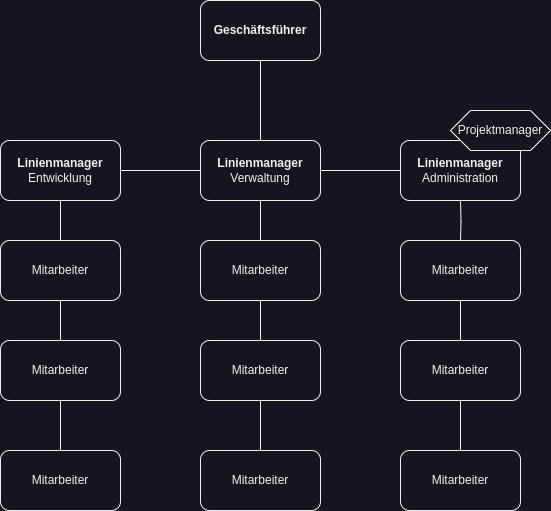 Geschäftsführer
Projektmanager
Linienmanager
Entwicklung
Linienmanager
Verwaltung
Linienmanager
Administration
Mitarbeiter
Mitarbeiter
Mitarbeiter
Mitarbeiter
Mitarbeiter
Mitarbeiter
Mitarbeiter
Mitarbeiter
Mitarbeiter